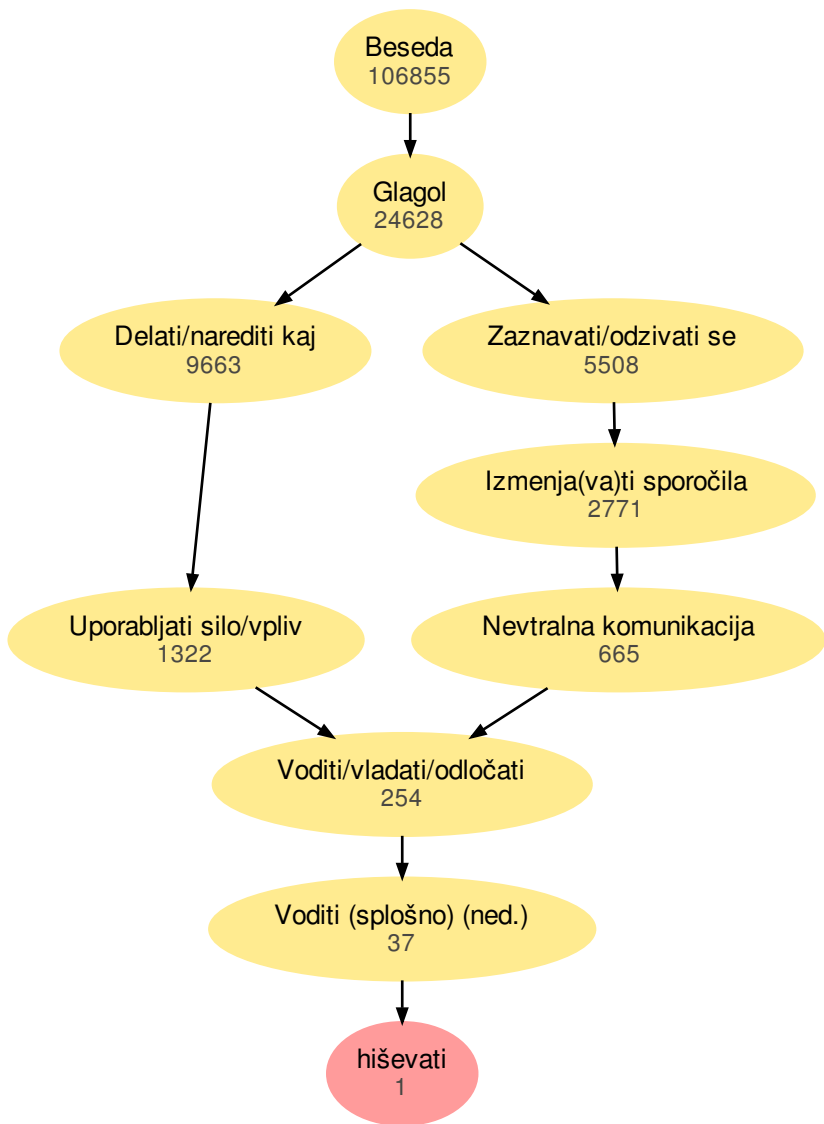 Beseda
106855
Glagol
24628
Delati/narediti kaj
9663
Zaznavati/odzivati se
5508
Izmenja(va)ti sporočila
2771
Uporabljati silo/vpliv
1322
Nevtralna komunikacija
665
Voditi/vladati/odločati
254
Voditi (splošno) (ned.)
37
hiševati
1